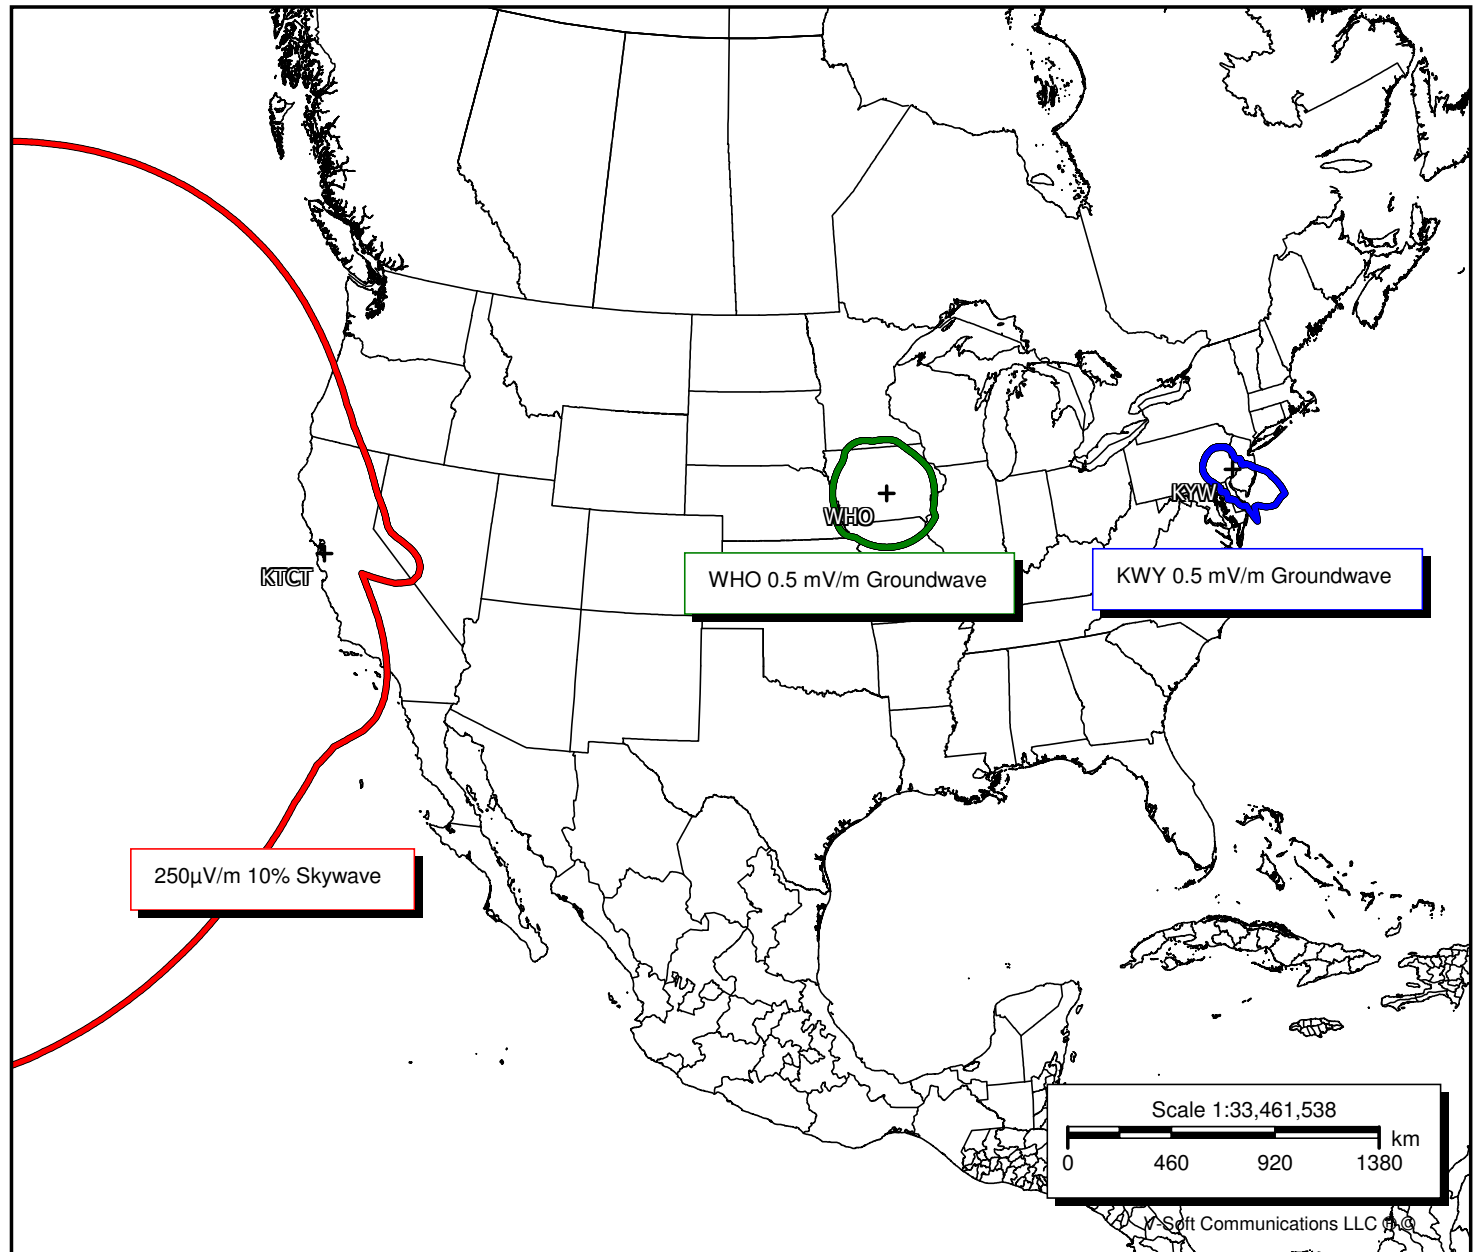 KYW
WHO
WHO 0.5 mV/m Groundwave
KWY 0.5 mV/m Groundwave
KTCT
250µV/m 10% Skywave
Scale 1:33,461,538
km
0 460 920 1380
V-Soft Communications LLC ® ©